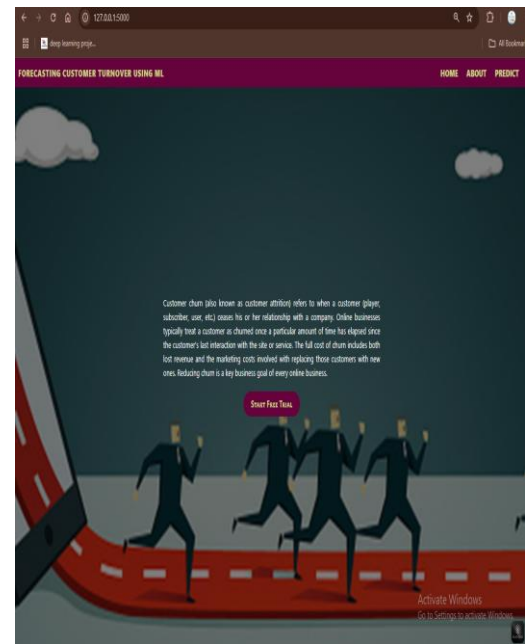 127.0.0.1:5000
deep learning proje...
All Bookmar
FORECASTING CUSTOMER TURNOVER USING ML
HOME ABOUT PREDICT
Customer churn (also known as customer attrition) refers to when a customer (player,
subscriber, user, etc.) ceases his or her relationship with a company. Online businesses
typically treat a customer as churned once a particular amount of time has elapsed since
the customer's last interaction with the site or service. The full cost of churn includes both
lost revenue and the marketing costs involved with replacing those customers with new
ones. Reducing churn is a key business goal of every online business.
START FREE TRIAL
Activate Windows
Go to Settings to activate Windows.